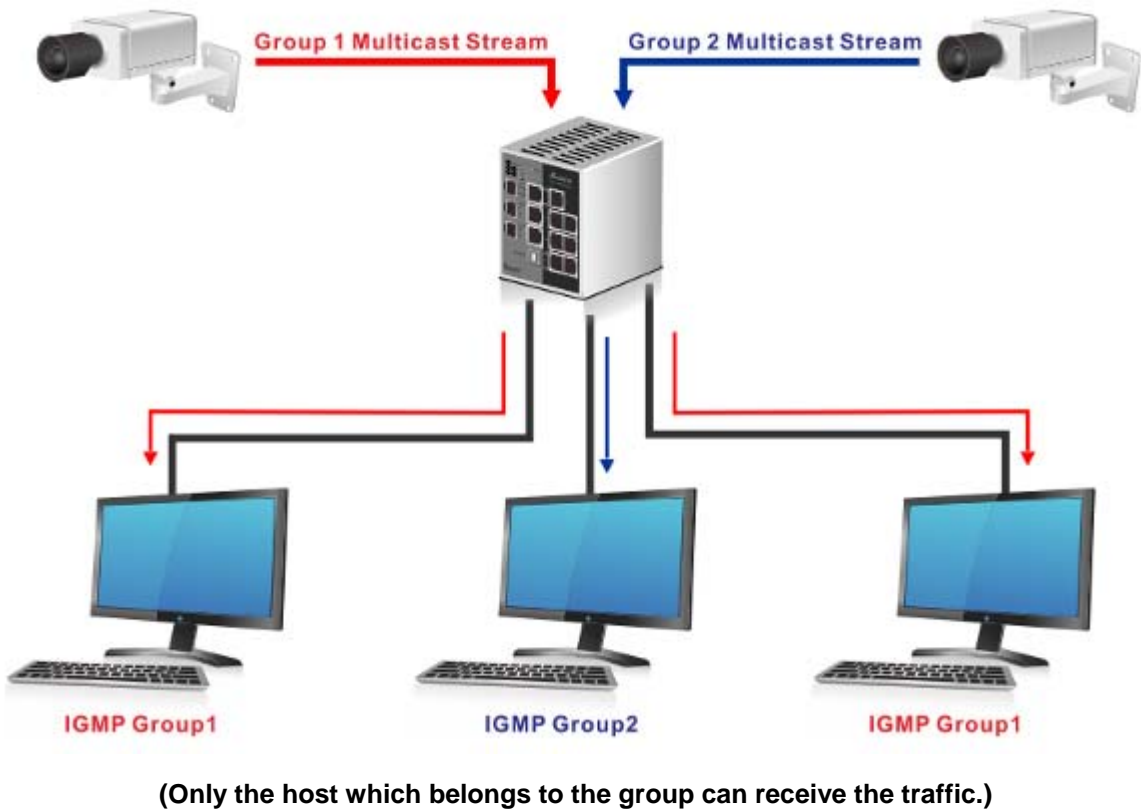 Group 1 Multicast Stream
Group 2 Multicast Stream
IGMP Group1
IGMP Group2
IGMP Group1
(Only the host which belongs to the group can receive the traffic.)